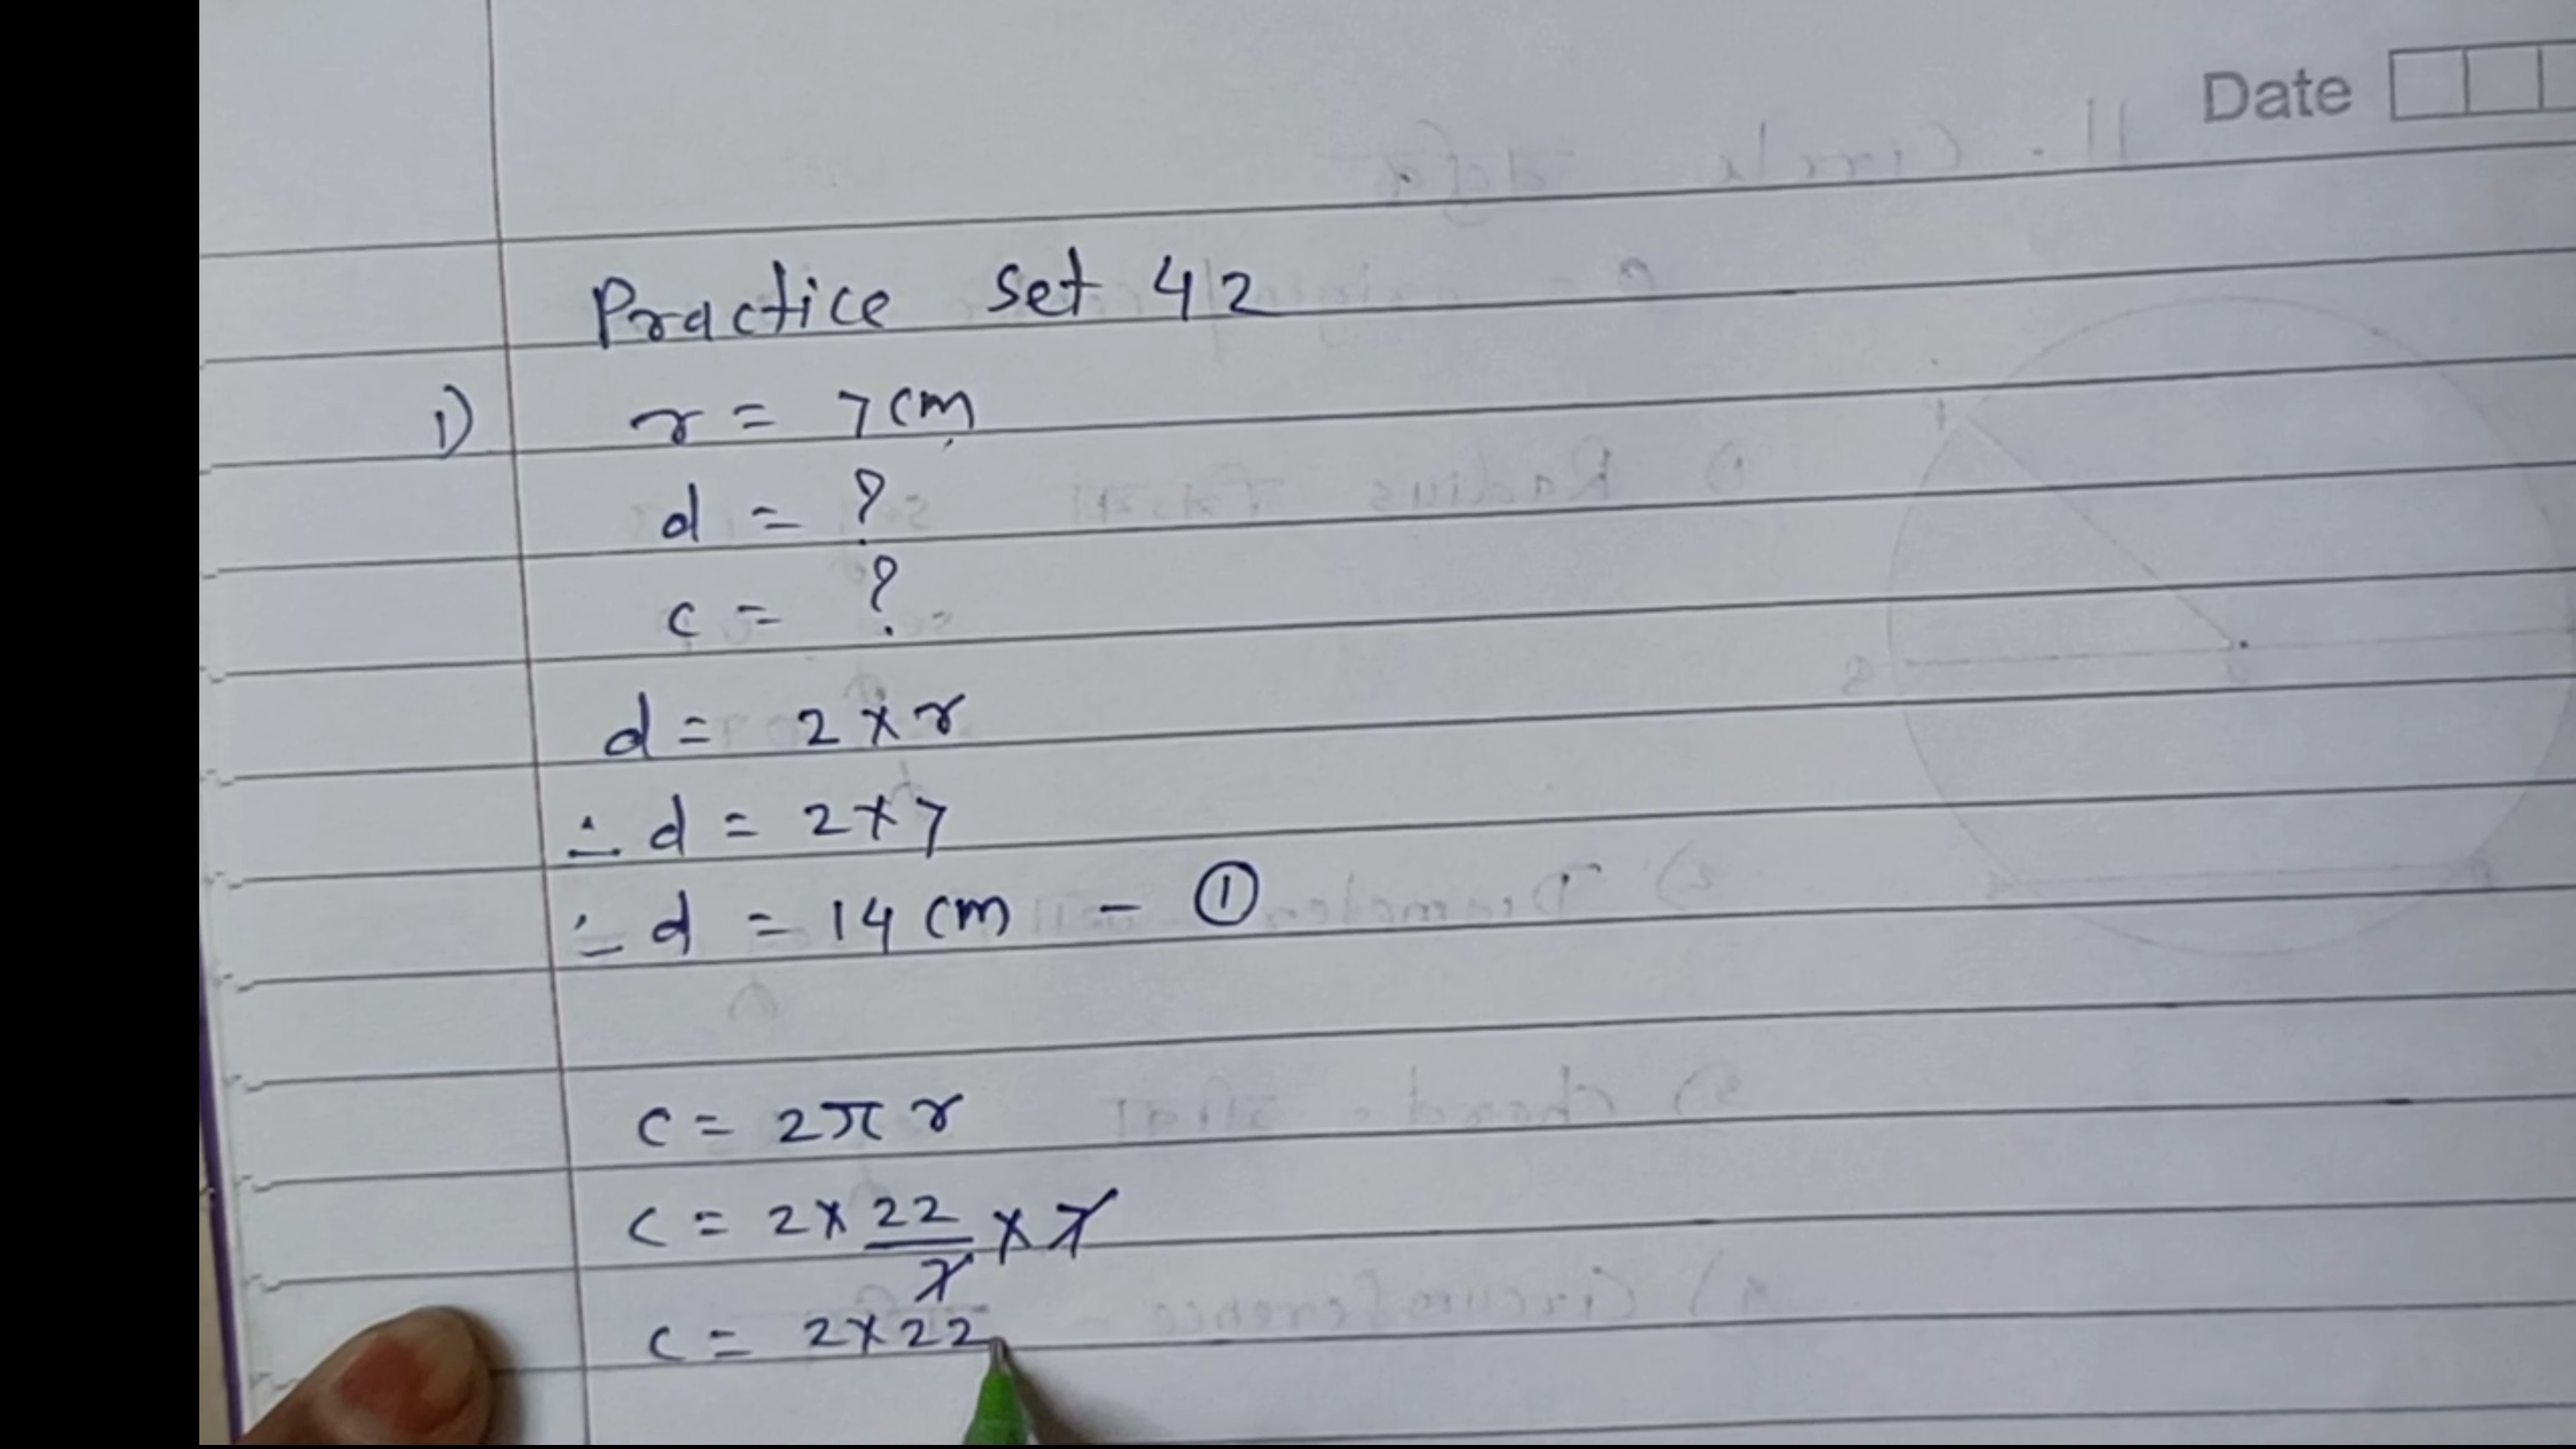 Date
Practice Set 42
1) r = 7 cm
d = ?
c = ?
d = 2 × r
∴ d = 2 × 7
∴ d = 14 cm — ①
c = 2πr
c = 2 × 22/7 × 7
c = 2 × 22